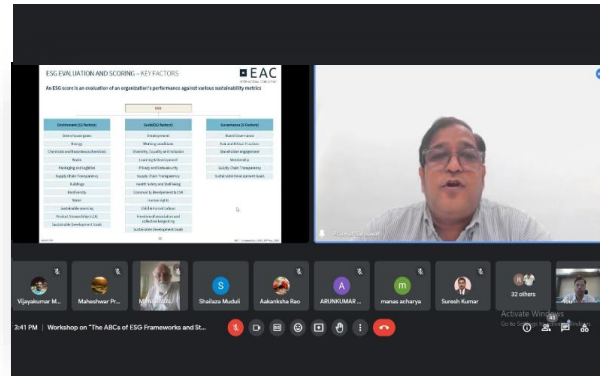 ESG EVALUATION AND SCORING – KEY FACTORS
EAC
An ESG score is an evaluation of an organization's performance against various sustainability metrics
ESG
Environment (E) Factors
Greenhouse gases
Energy
Chemicals and Hazardous chemicals
Waste
Packaging and logistics
Supply Chain Transparency
Buildings
Biodiversity
Water
Sustainable sourcing
Product Stewardship (LCA)
Sustainable Development Goals
Social (S) Factors
Employment
Working conditions
Diversity, Equality and Inclusion
Learning & Development
Privacy and Data security
Supply Chain Transparency
Health Safety and Well-being
Community Development & CSR
Human rights
Child & Forced Labour
Freedom of association and
collective bargaining
Sustainable Development Goals
Governance (G) Factors
Board Governance
Stakeholder engagement
Membership
Supply Chain Transparency
Sustainable Development Goals
Vijayakumar M...
Maheshwar Pr...
S
Shailaza Muduli
Aakanksha Rao
A
ARUNKUMAR ...
m
manas acharya
Suresh Kumar
32 others
You
Activate Windows
3:41 PM | Workshop on "The ABCs of ESG Frameworks and St...